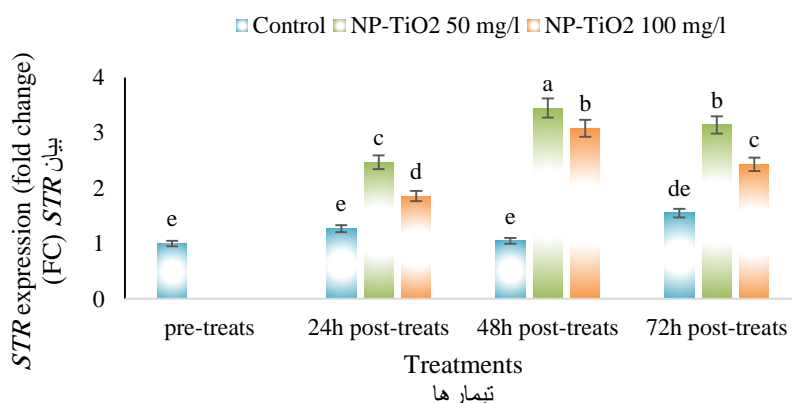 Control NP-TiO2 50 mg/l NP-TiO2 100 mg/l
STR expression (fold change)
بیان STR (FC)
4
3
2
1
0
e
e
c
d
e
a
b
de
b
c
pre-treats 24h post-treats 48h post-treats 72h post-treats
Treatments
تیمار ها